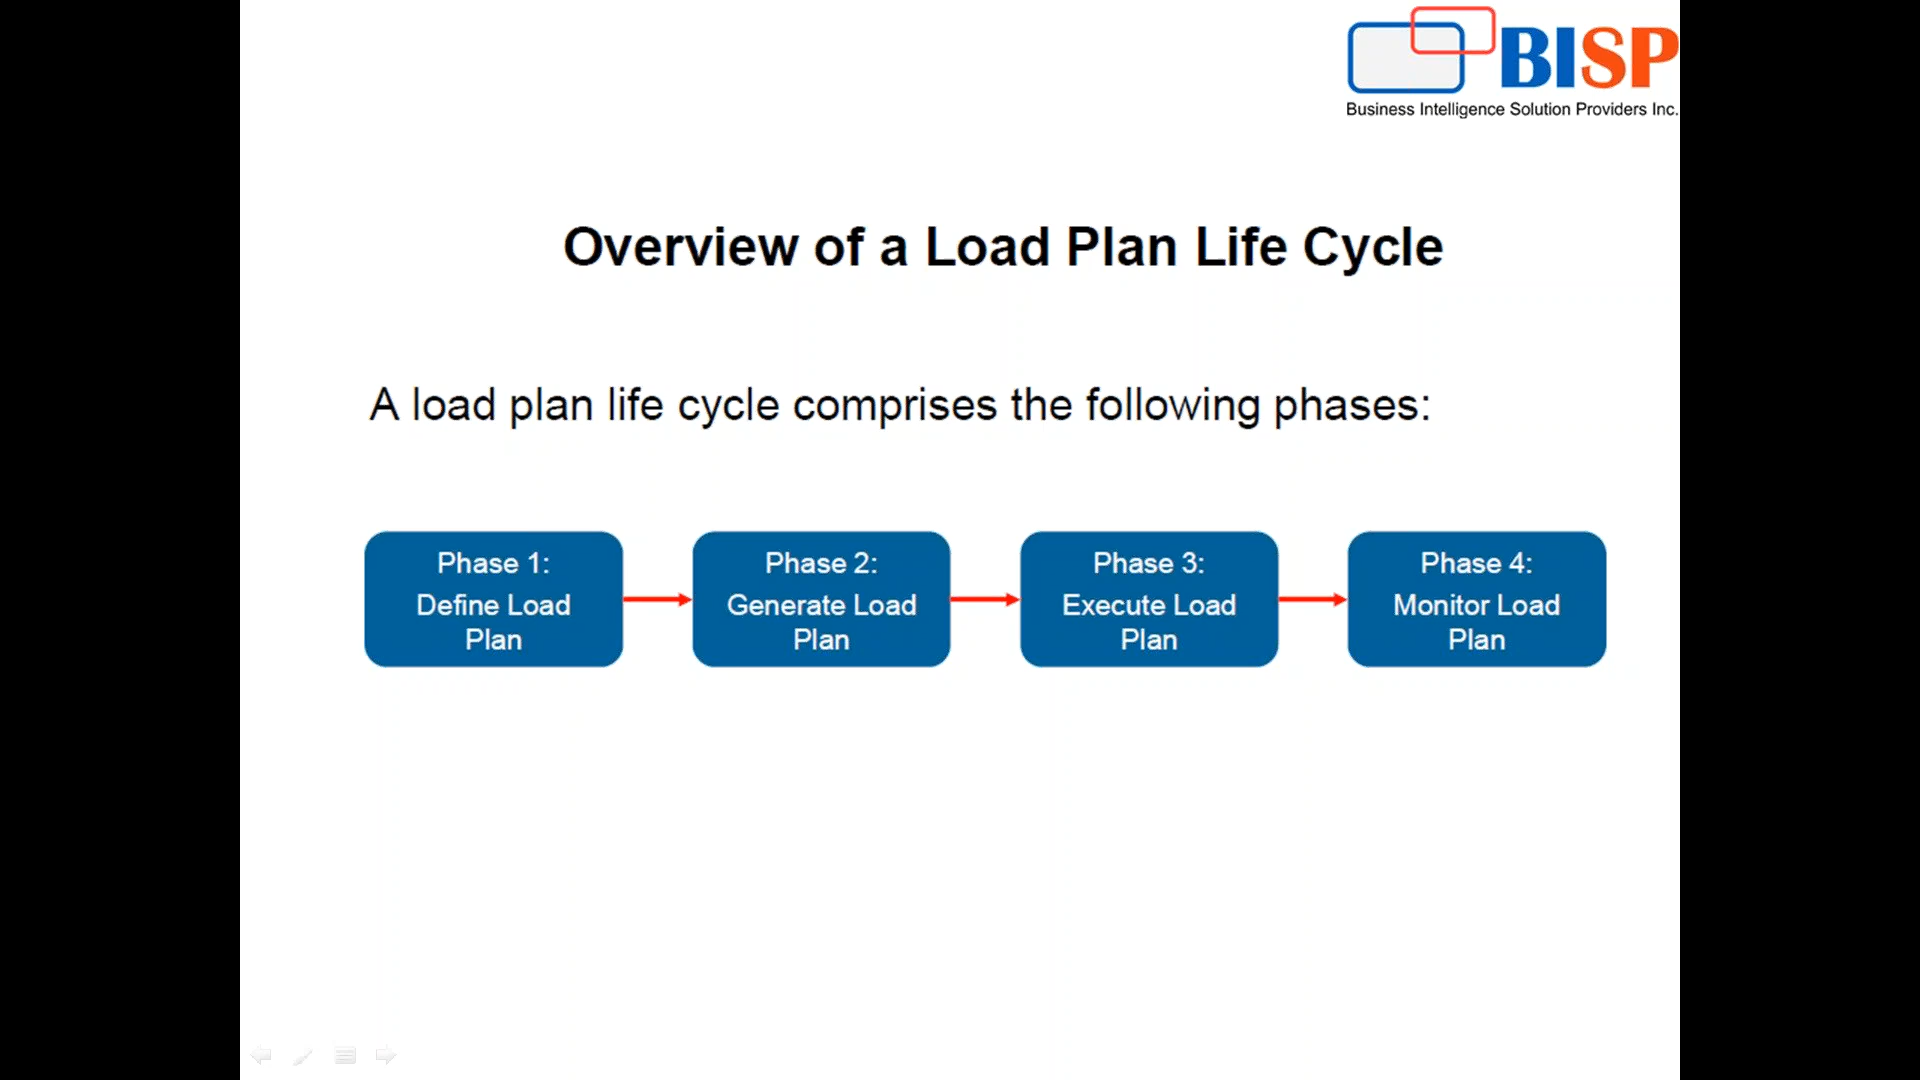 BISP
Business Intelligence Solution Providers Inc.
Overview of a Load Plan Life Cycle
A load plan life cycle comprises the following phases:
Phase 1:
Define Load
Plan
Phase 2:
Generate Load
Plan
Phase 3:
Execute Load
Plan
Phase 4:
Monitor Load
Plan